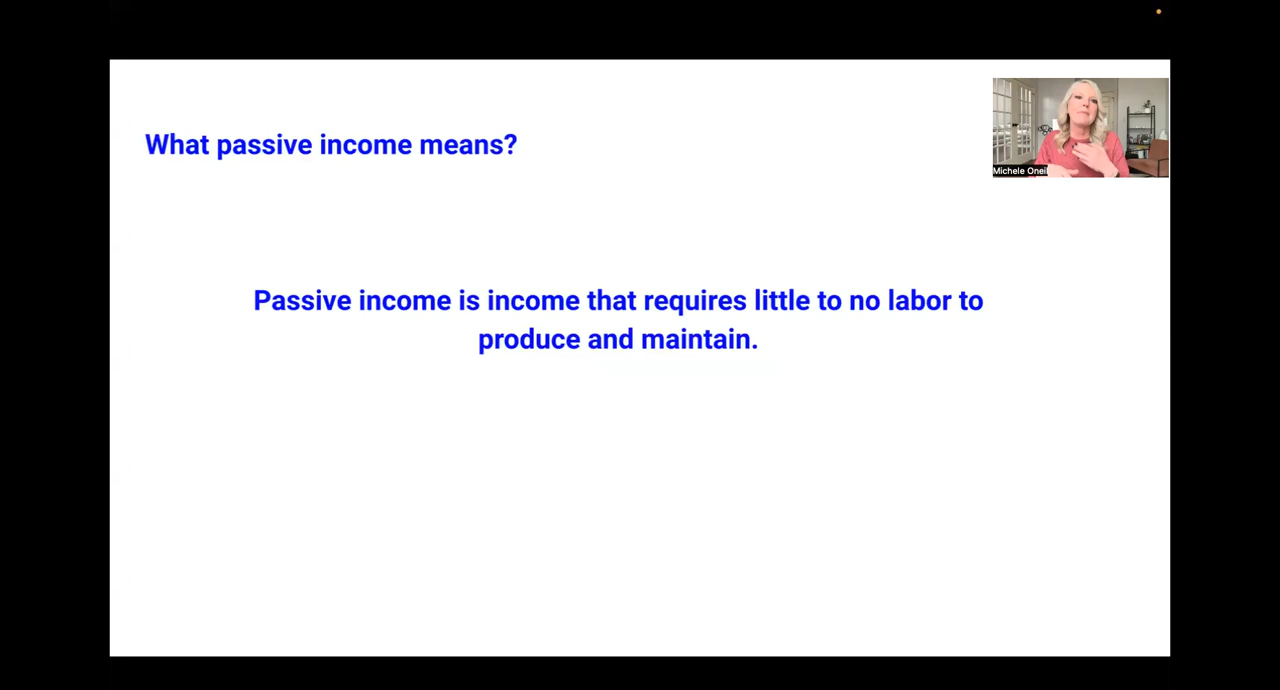 What passive income means?
Michele Oneil
Passive income is income that requires little to no labor to
produce and maintain.